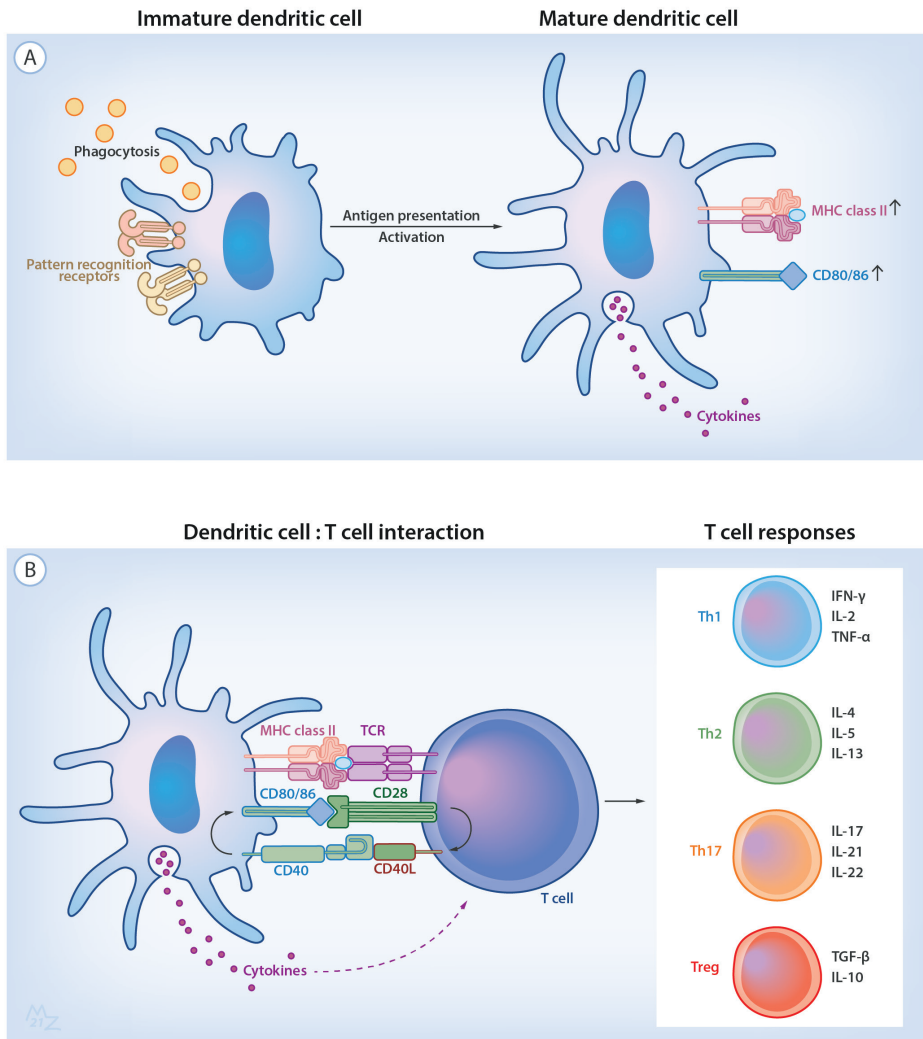 Immature dendritic cell
Mature dendritic cell
A
Phagocytosis
Pattern recognition
receptors
Antigen presentation
Activation
MHC class II ↑
CD80/86 ↑
Cytokines
Dendritic cell : T cell interaction
T cell responses
B
MHC class II
TCR
CD80/86
CD28
CD40
CD40L
T cell
Cytokines
Th1
IFN-γ
IL-2
TNF-α
Th2
IL-4
IL-5
IL-13
Th17
IL-17
IL-21
IL-22
Treg
TGF-β
IL-10
MZ
21